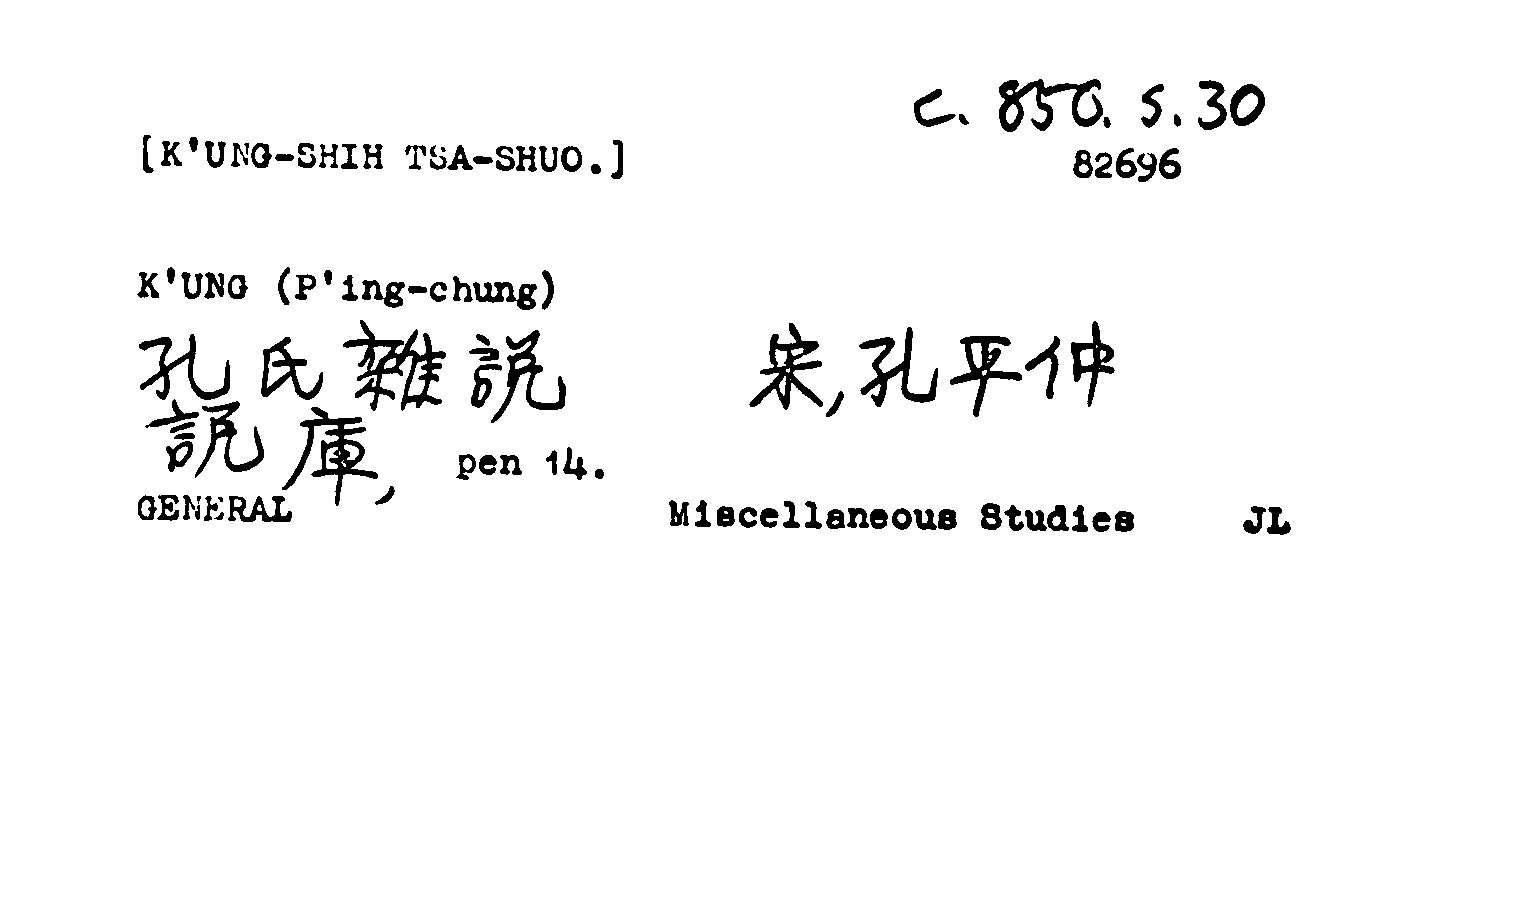 c. 850. s. 30
[K'UNG-SHIH TSA-SHUO.]
82696
K'UNG (P'ing-chung)
孔氏雜說 宋,孔平仲
說庫, pen 14.
GENERAL Miscellaneous Studies JL